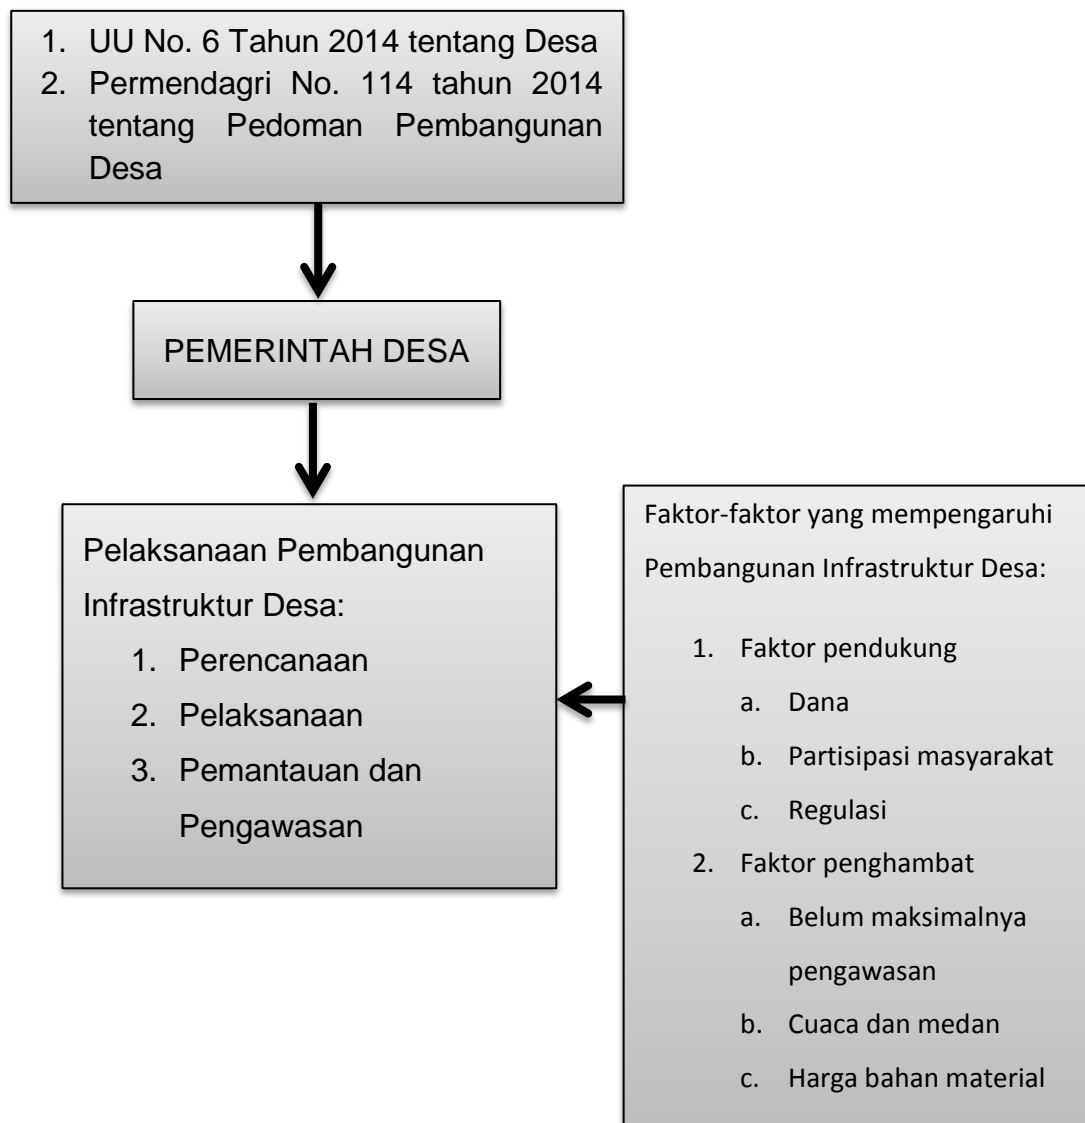 1. UU No. 6 Tahun 2014 tentang Desa
2. Permendagri No. 114 tahun 2014
tentang Pedoman Pembangunan
Desa
PEMERINTAH DESA
Pelaksanaan Pembangunan
Infrastruktur Desa:
1. Perencanaan
2. Pelaksanaan
3. Pemantauan dan
Pengawasan
Faktor-faktor yang mempengaruhi
Pembangunan Infrastruktur Desa:
1. Faktor pendukung
a. Dana
b. Partisipasi masyarakat
c. Regulasi
2. Faktor penghambat
a. Belum maksimalnya
pengawasan
b. Cuaca dan medan
c. Harga bahan material